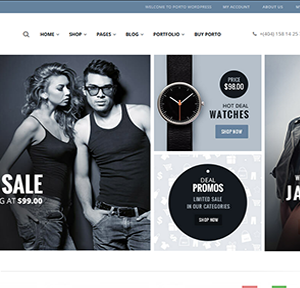 WELCOME TO PORTO WORDPRESS MY ACCOUNT ABOUT US
HOME SHOP PAGES BLOG PORTFOLIO BUY PORTO +(404) 158 14 25
PRICE
$98.00
HOT DEAL
WATCHES
SHOP NOW
SALE
NG AT $99.00
DEAL
PROMOS
LIMITED SALE
IN OUR CATEGORIES
SHOP NOW
W
JA